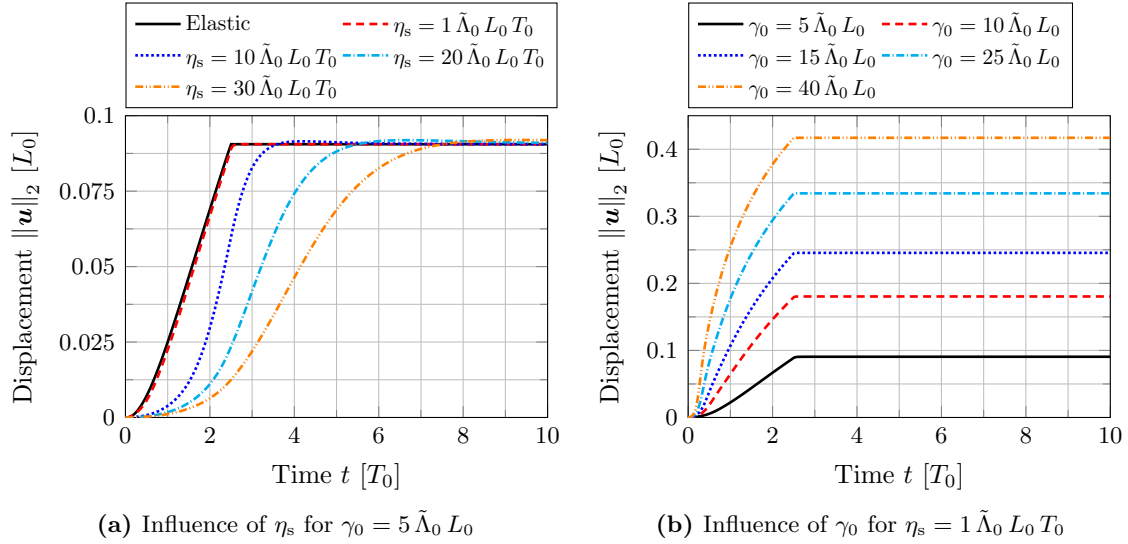 Elastic
ηs = 1 Λ̃0 L0 T0
ηs = 10 Λ̃0 L0 T0
ηs = 20 Λ̃0 L0 T0
ηs = 30 Λ̃0 L0 T0
0.1
0.075
0.05
0.025
0
Displacement ||u||2 [L0]
0 2 4 6 8 10
Time t [T0]
(a) Influence of ηs for γ0 = 5 Λ̃0 L0
γ0 = 5 Λ̃0 L0
γ0 = 10 Λ̃0 L0
γ0 = 15 Λ̃0 L0
γ0 = 25 Λ̃0 L0
γ0 = 40 Λ̃0 L0
0.4
0.3
0.2
0.1
0
Displacement ||u||2 [L0]
0 2 4 6 8 10
Time t [T0]
(b) Influence of γ0 for ηs = 1 Λ̃0 L0 T0